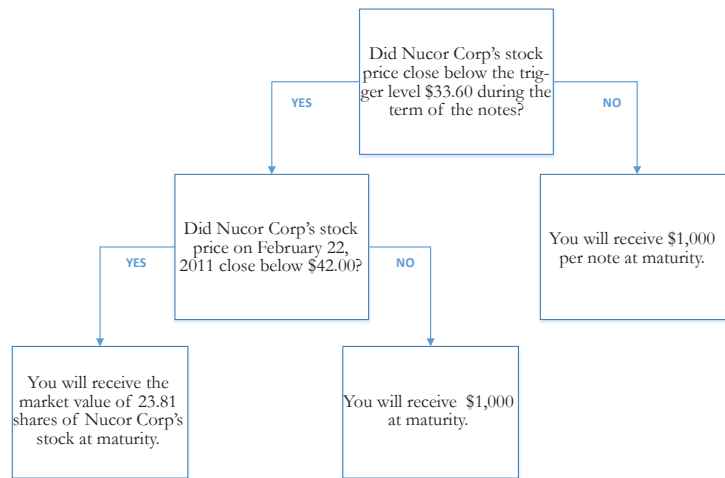 Did Nucor Corp's stock
price close below the trig-
ger level $33.60 during the
term of the notes?
YES
NO
Did Nucor Corp's stock
price on February 22,
2011 close below $42.00?
You will receive $1,000
per note at maturity.
YES
NO
You will receive the
market value of 23.81
shares of Nucor Corp's
stock at maturity.
You will receive $1,000
at maturity.